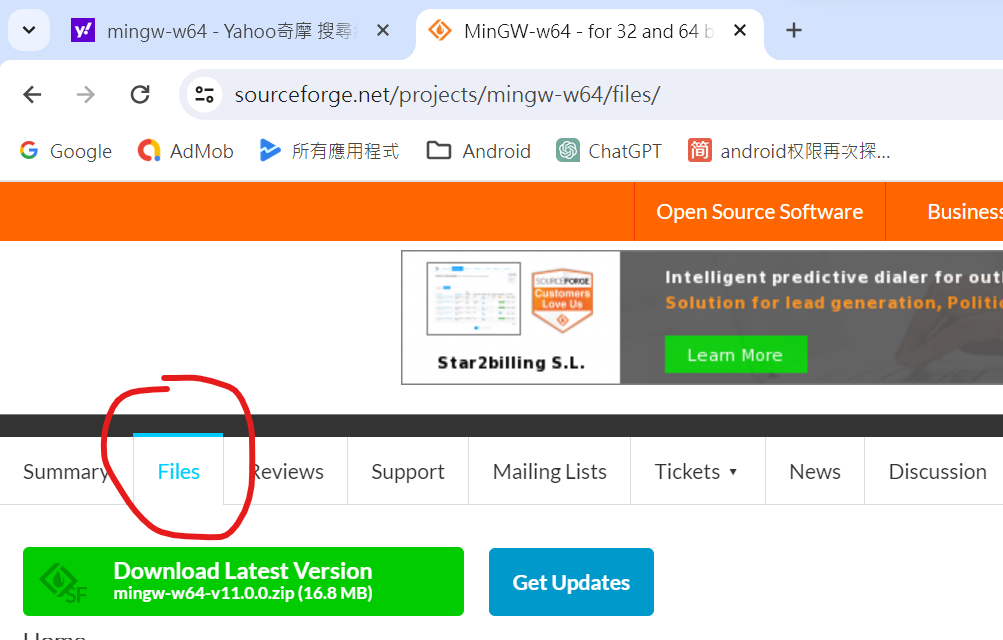 mingw-w64 - Yahoo奇摩 搜尋
MinGW-w64 - for 32 and 64 b
sourceforge.net/projects/mingw-w64/files/
Google
AdMob
所有應用程式
Android
ChatGPT
简
android权限再次探...
Open Source Software
Business
SOURCEFORGE
Customers
Love Us
Star2billing S.L.
Intelligent predictive dialer for out
Solution for lead generation, Politi
Learn More
Summary
Files
Reviews
Support
Mailing Lists
Tickets
News
Discussion
SF
Download Latest Version
mingw-w64-v11.0.0.zip (16.8 MB)
Get Updates
Home